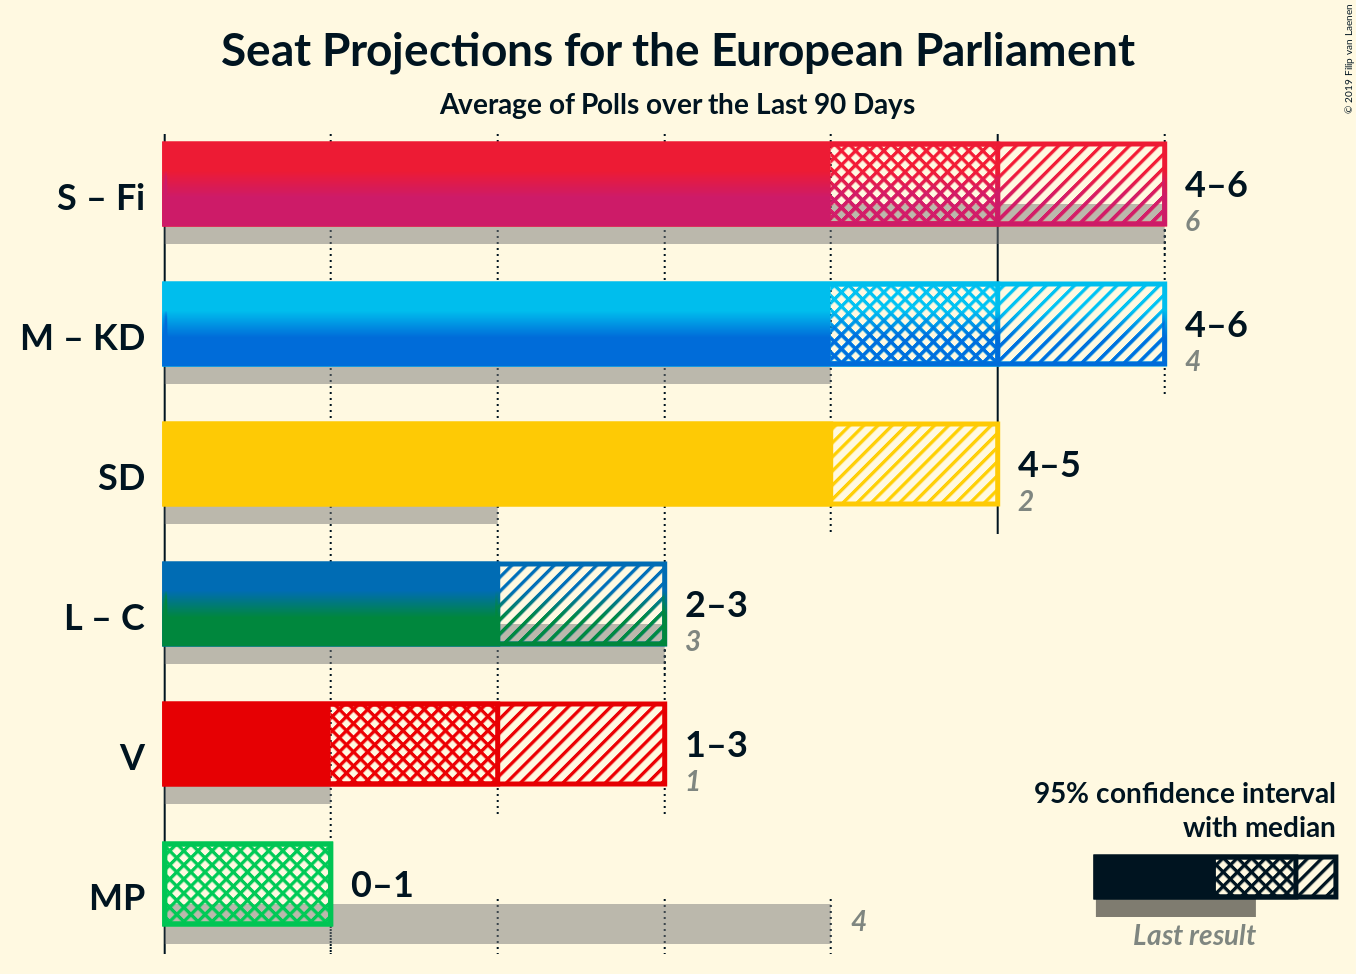 Seat Projections for the European Parliament
Average of Polls over the Last 90 Days
© 2019 Filip van Laenen
S – Fi
4–6
6
M – KD
4–6
4
SD
4–5
2
L – C
2–3
3
V
1–3
1
MP
0–1
4
95% confidence interval
with median
Last result